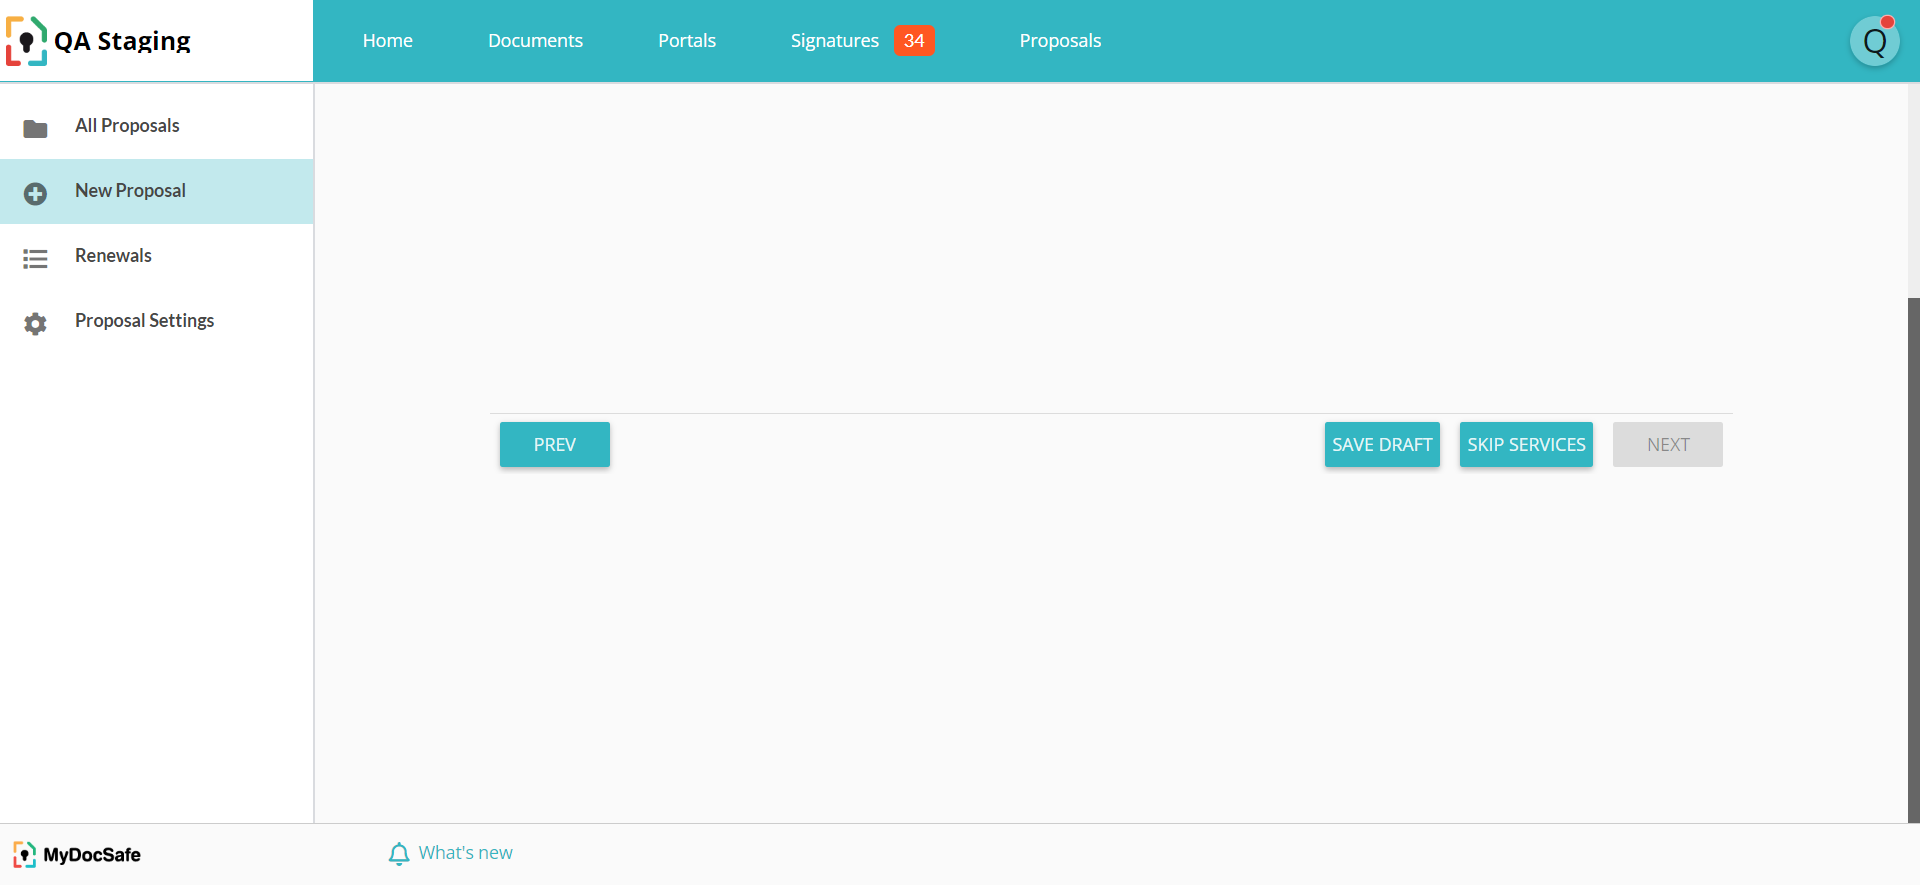 QA Staging
Home Documents Portals Signatures 34 Proposals Q
All Proposals
New Proposal
Renewals
Proposal Settings
PREV SAVE DRAFT SKIP SERVICES NEXT
MyDocSafe What's new